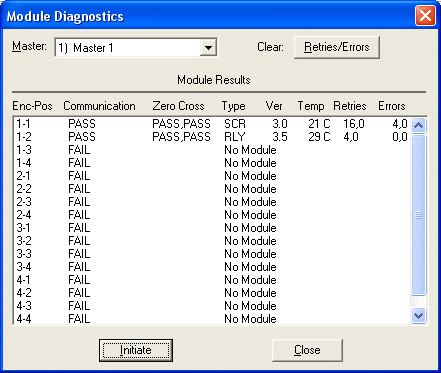 Module Diagnostics
Master: 1) Master 1 Clear: Retries/Errors
Module Results
Enc-Pos Communication Zero Cross Type Ver Temp Retries Errors
1-1 PASS PASS,PASS SCR 3.0 21 C 16,0 4,0
1-2 PASS PASS,PASS RLY 3.5 29 C 4,0 0,0
1-3 FAIL No Module
1-4 FAIL No Module
2-1 FAIL No Module
2-2 FAIL No Module
2-3 FAIL No Module
2-4 FAIL No Module
3-1 FAIL No Module
3-2 FAIL No Module
3-3 FAIL No Module
3-4 FAIL No Module
4-1 FAIL No Module
4-2 FAIL No Module
4-3 FAIL No Module
4-4 FAIL No Module
Initiate Close